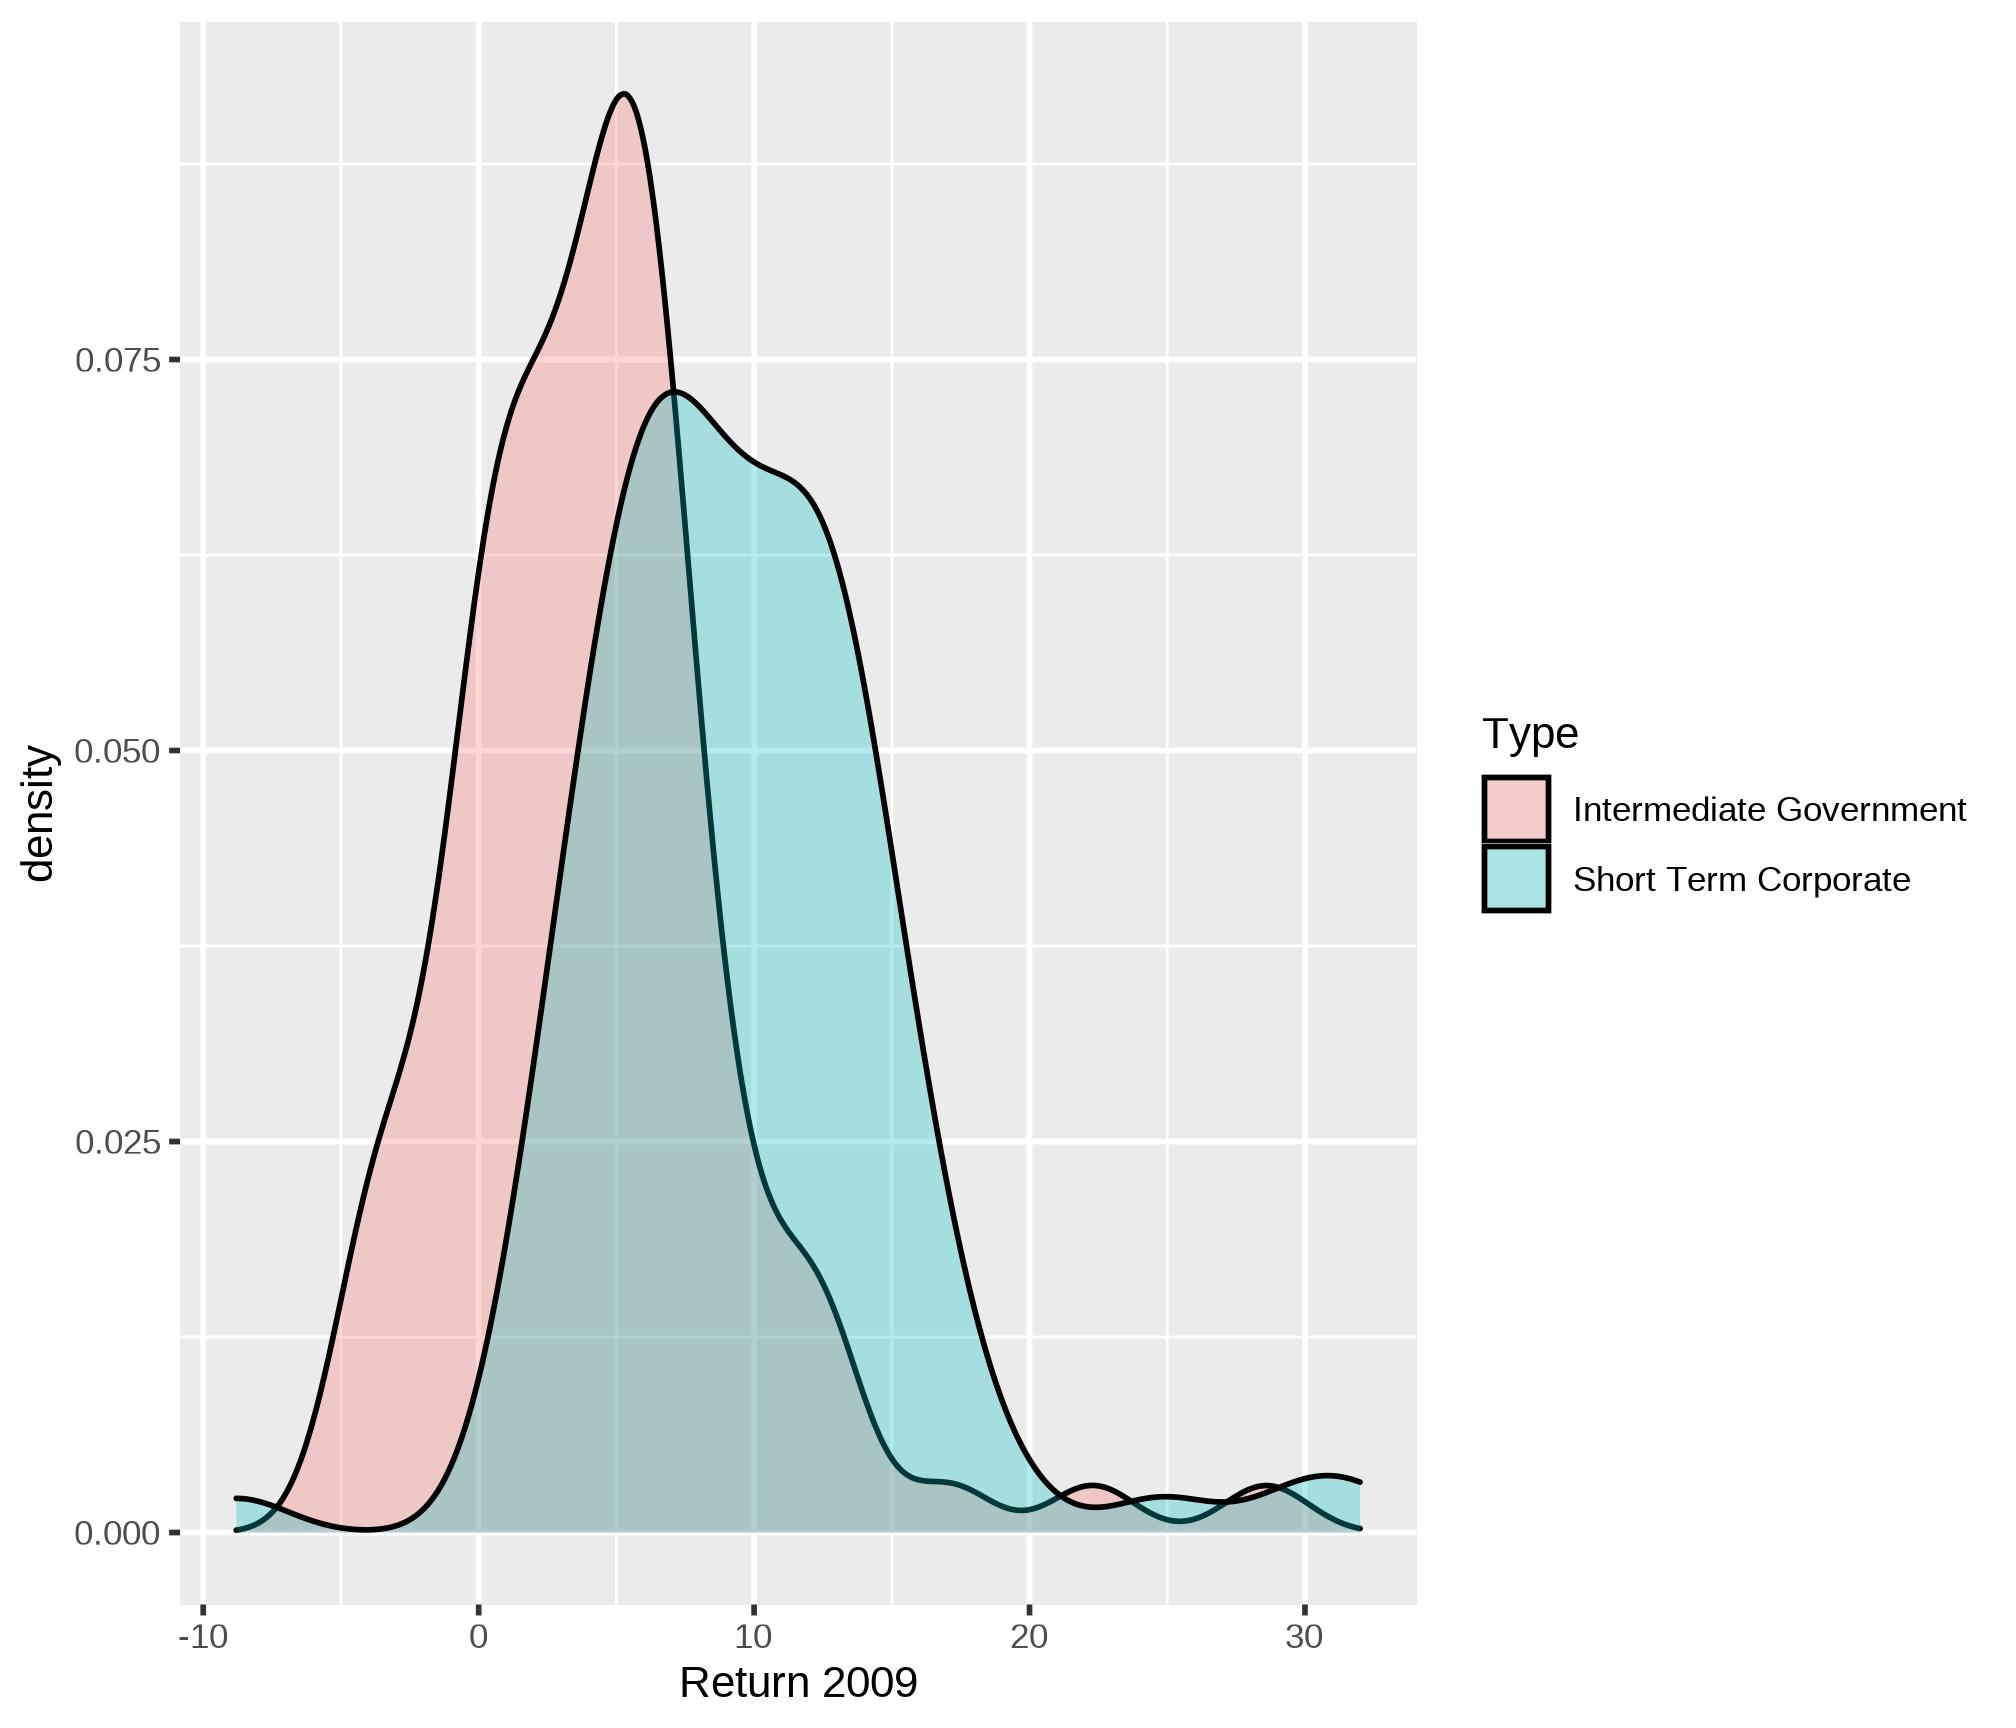 density
0.075
0.050
0.025
0.000
-10 0 10 20 30
Return 2009
Type
Intermediate Government
Short Term Corporate